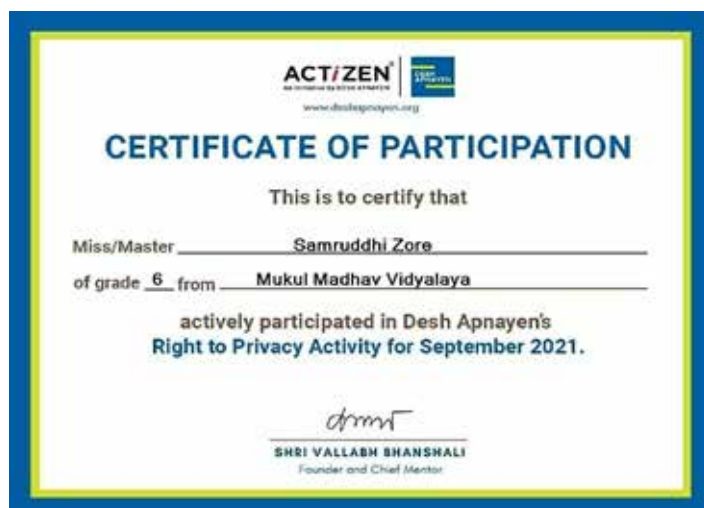 ACTiZEN
DESH
APNAYEN
www.deshapnayen.org
CERTIFICATE OF PARTICIPATION
This is to certify that
Miss/Master Samruddhi Zore
of grade 6 from Mukul Madhav Vidyalaya
actively participated in Desh Apnayen's
Right to Privacy Activity for September 2021.
SHRI VALLABH BHANSHALI
Founder and Chief Mentor